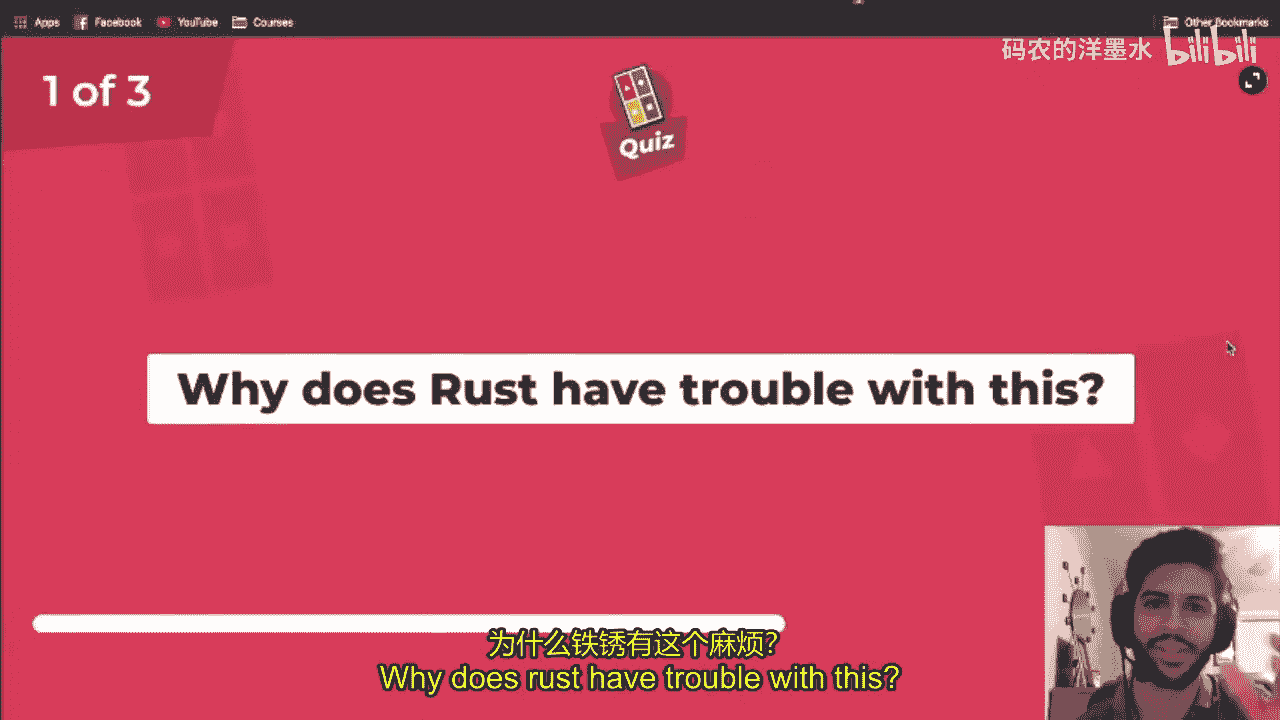 Apps Facebook YouTube Courses Other Bookmarks
码农的洋墨水 bilibili
1 of 3
Quiz
Why does Rust have trouble with this?
为什么铁锈有这个麻烦?
Why does rust have trouble with this?